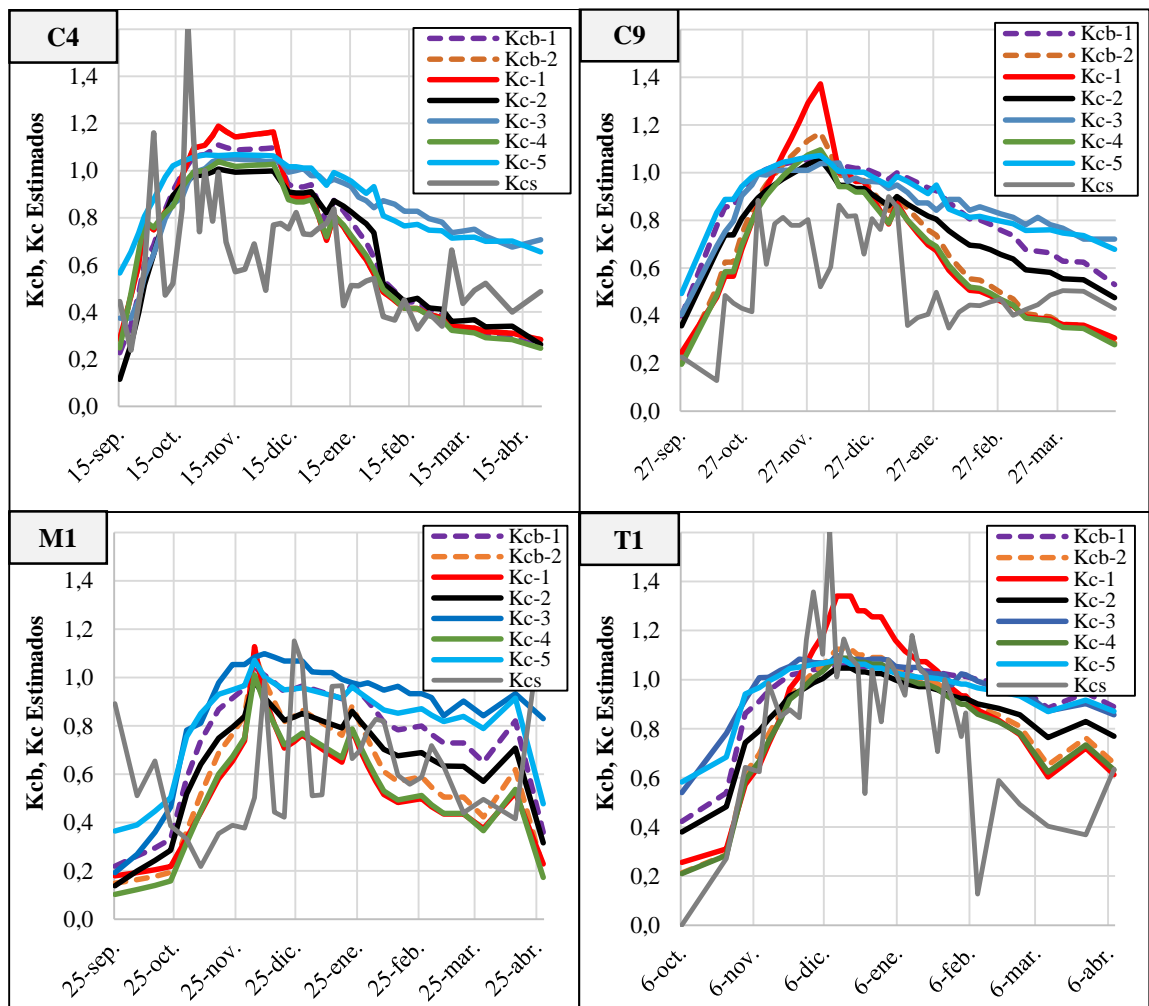 C4
Kcb, Kc Estimados
1,4
1,2
1,0
0,8
0,6
0,4
0,2
0,0
15-sep.
15-oct.
15-nov.
15-dic.
15-ene.
15-feb.
15-mar.
15-abr.
Kcb-1
Kcb-2
Kc-1
Kc-2
Kc-3
Kc-4
Kc-5
Kcs
C9
1,4
1,2
1,0
0,8
0,6
0,4
0,2
0,0
27-sep.
27-oct.
27-nov.
27-dic.
27-ene.
27-feb.
27-mar.
Kcb-1
Kcb-2
Kc-1
Kc-2
Kc-3
Kc-4
Kc-5
Kcs
M1
Kcb, Kc Estimados
1,4
1,2
1,0
0,8
0,6
0,4
0,2
0,0
25-sep.
25-oct.
25-nov.
25-dic.
25-ene.
25-feb.
25-mar.
25-abr.
Kcb-1
Kcb-2
Kc-1
Kc-2
Kc-3
Kc-4
Kc-5
Kcs
T1
1,4
1,2
1,0
0,8
0,6
0,4
0,2
0,0
6-oct.
6-nov.
6-dic.
6-ene.
6-feb.
6-mar.
6-abr.
Kcb-1
Kcb-2
Kc-1
Kc-2
Kc-3
Kc-4
Kc-5
Kcs